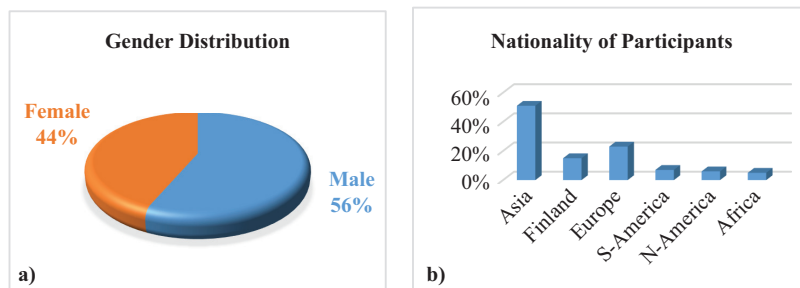 Gender Distribution
Female
44%
Male
56%
a)
Nationality of Participants
60%
40%
20%
0%
Asia
Finland
Europe
S-America
N-America
Africa
b)